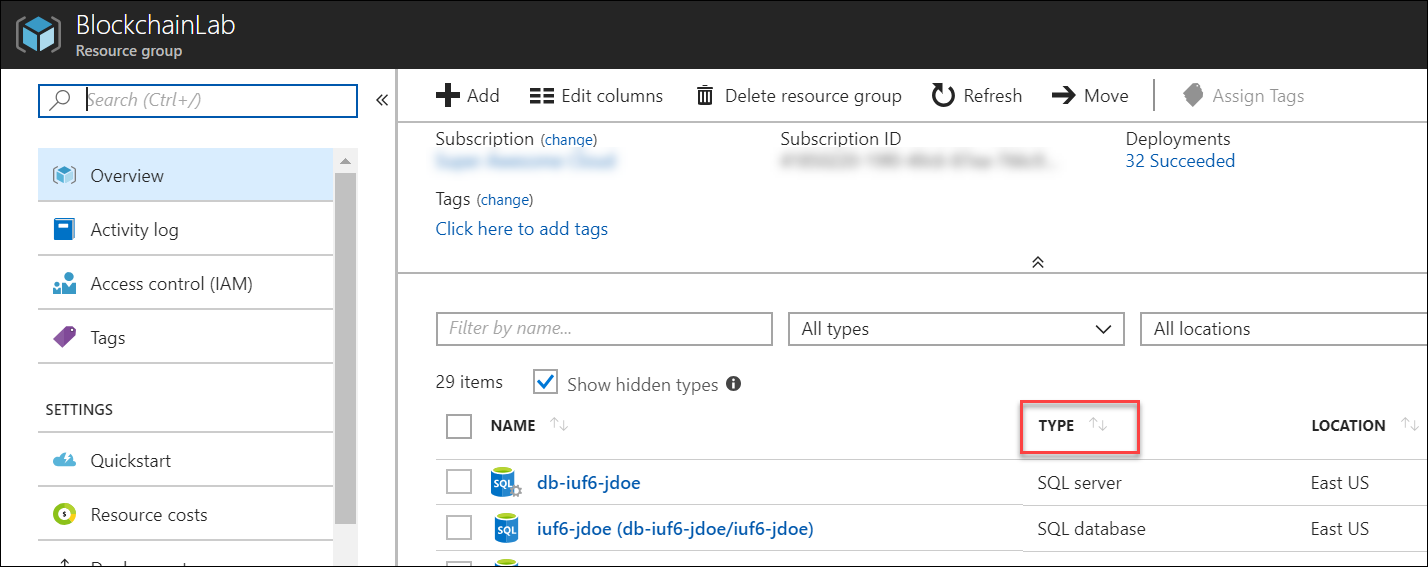 BlockchainLab
Resource group
Search (Ctrl+/)
Overview
Activity log
Access control (IAM)
Tags
SETTINGS
Quickstart
Resource costs
Add Edit columns Delete resource group Refresh Move Assign Tags
Subscription (change) Subscription ID Deployments
32 Succeeded
Tags (change)
Click here to add tags
Filter by name... All types All locations
29 items Show hidden types
NAME TYPE LOCATION
SQL db-iuf6-jdoe SQL server East US
SQL iuf6-jdoe (db-iuf6-jdoe/iuf6-jdoe) SQL database East US